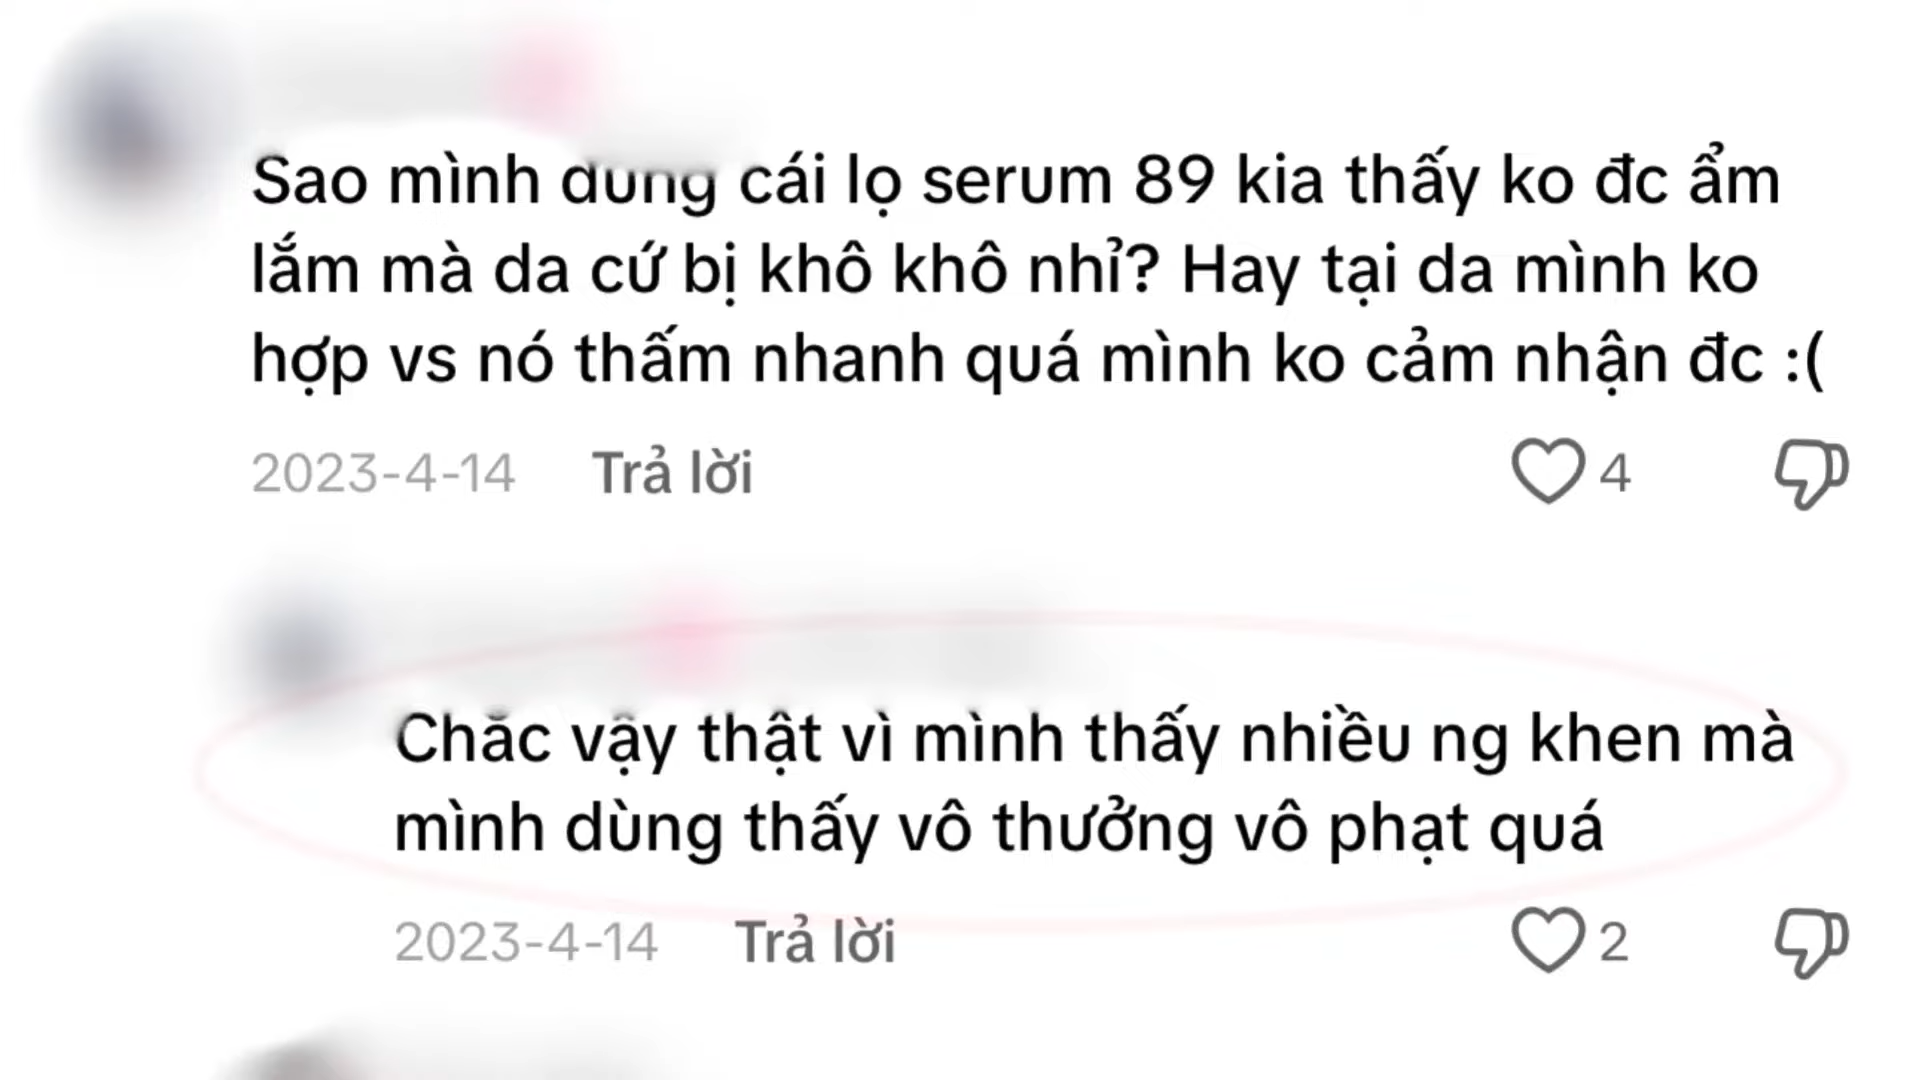 Sao mình dùng cái lọ serum 89 kia thấy ko đc ẩm
lắm mà da cứ bị khô khô nhỉ? Hay tại da mình ko
hợp vs nó thấm nhanh quá mình ko cảm nhận đc :(
2023-4-14 Trả lời 4
Chắc vậy thật vì mình thấy nhiều ng khen mà
mình dùng thấy vô thưởng vô phạt quá
2023-4-14 Trả lời 2